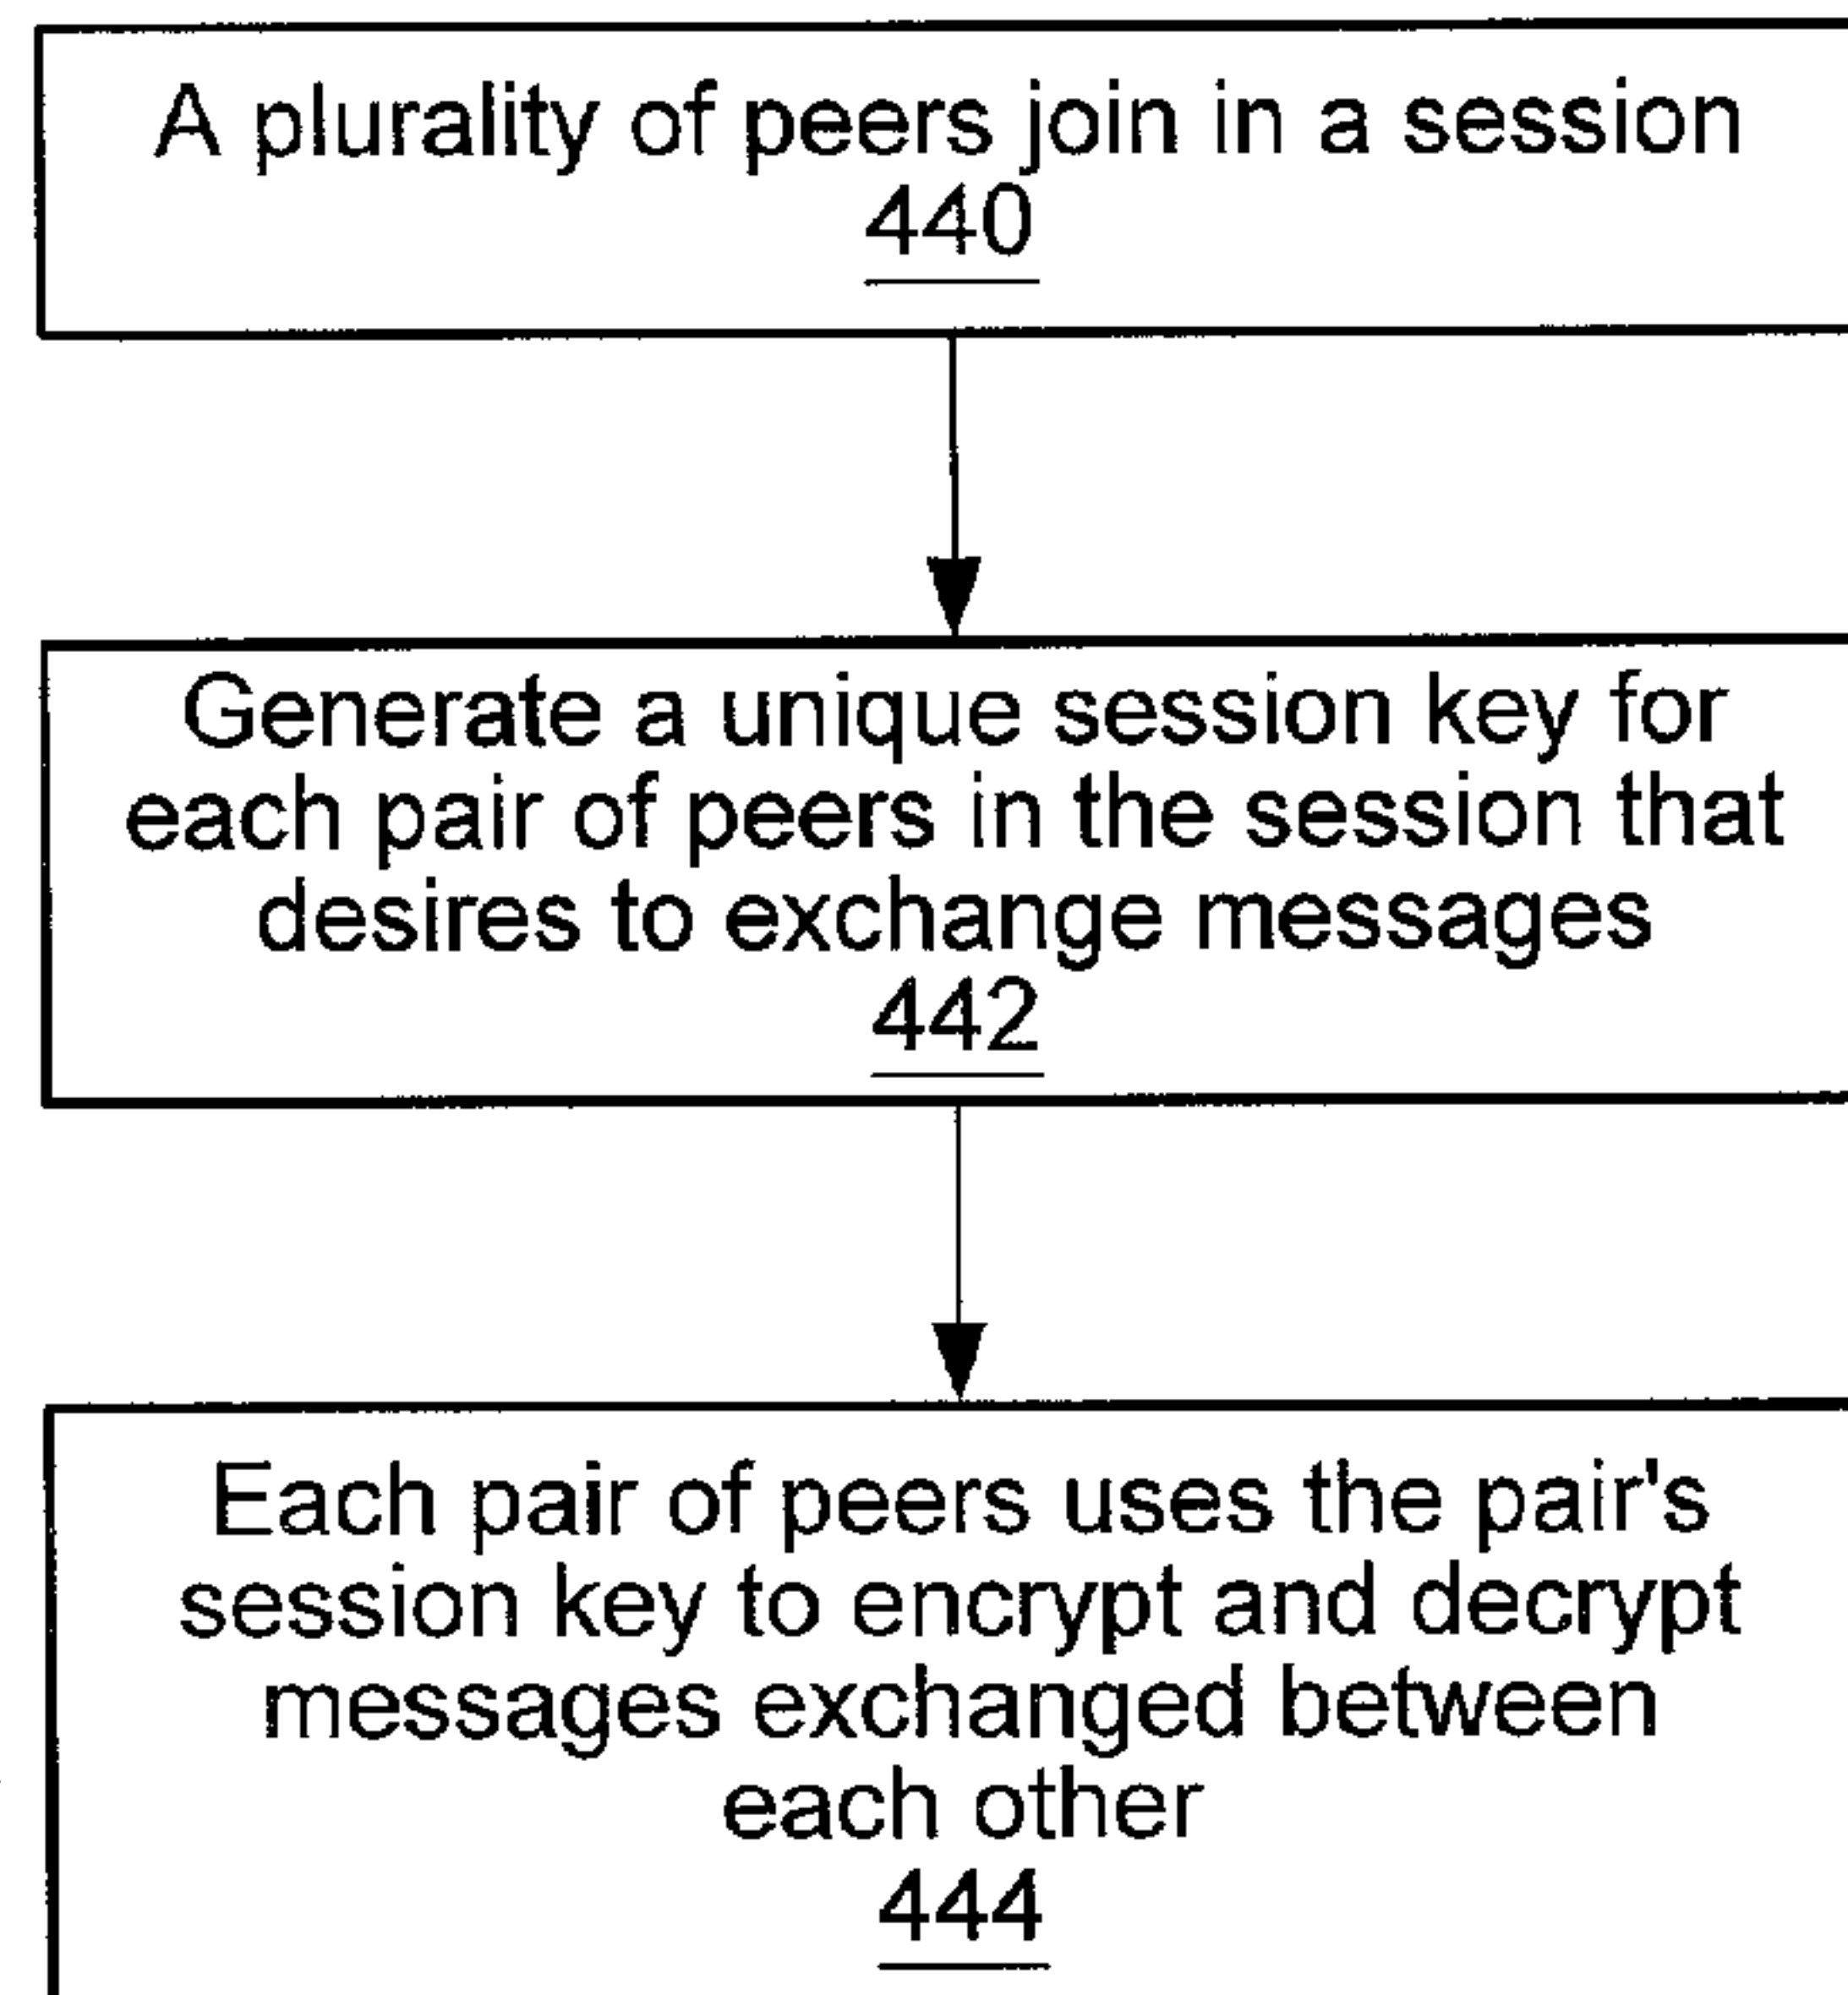 A plurality of peers join in a session
440
Generate a unique session key for
each pair of peers in the session that
desires to exchange messages
442
Each pair of peers uses the pair's
session key to encrypt and decrypt
messages exchanged between
each other
444